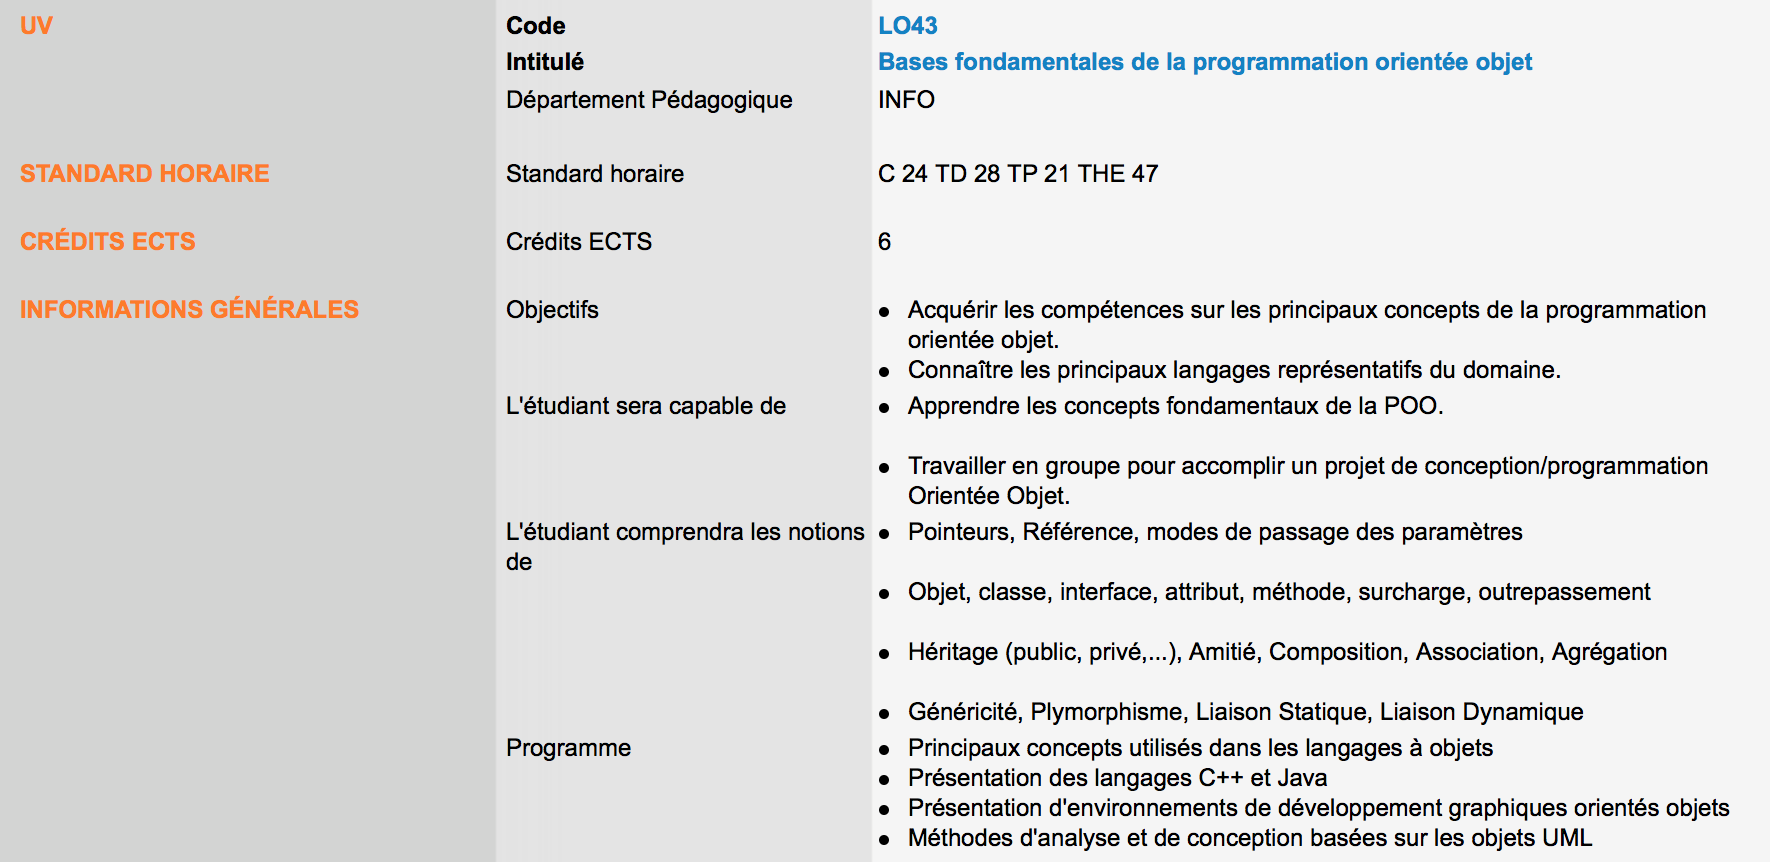 UV Code LO43
Intitulé Bases fondamentales de la programmation orientée objet
Département Pédagogique INFO
STANDARD HORAIRE Standard horaire C 24 TD 28 TP 21 THE 47
CRÉDITS ECTS Crédits ECTS 6
INFORMATIONS GÉNÉRALES Objectifs ● Acquérir les compétences sur les principaux concepts de la programmation
orientée objet.
● Connaître les principaux langages représentatifs du domaine.
L'étudiant sera capable de ● Apprendre les concepts fondamentaux de la POO.
● Travailler en groupe pour accomplir un projet de conception/programmation
Orientée Objet.
L'étudiant comprendra les notions ● Pointeurs, Référence, modes de passage des paramètres
de
● Objet, classe, interface, attribut, méthode, surcharge, outrepassement
● Héritage (public, privé,...), Amitié, Composition, Association, Agrégation
● Généricité, Plymorphisme, Liaison Statique, Liaison Dynamique
Programme ● Principaux concepts utilisés dans les langages à objets
● Présentation des langages C++ et Java
● Présentation d'environnements de développement graphiques orientés objets
● Méthodes d'analyse et de conception basées sur les objets UML